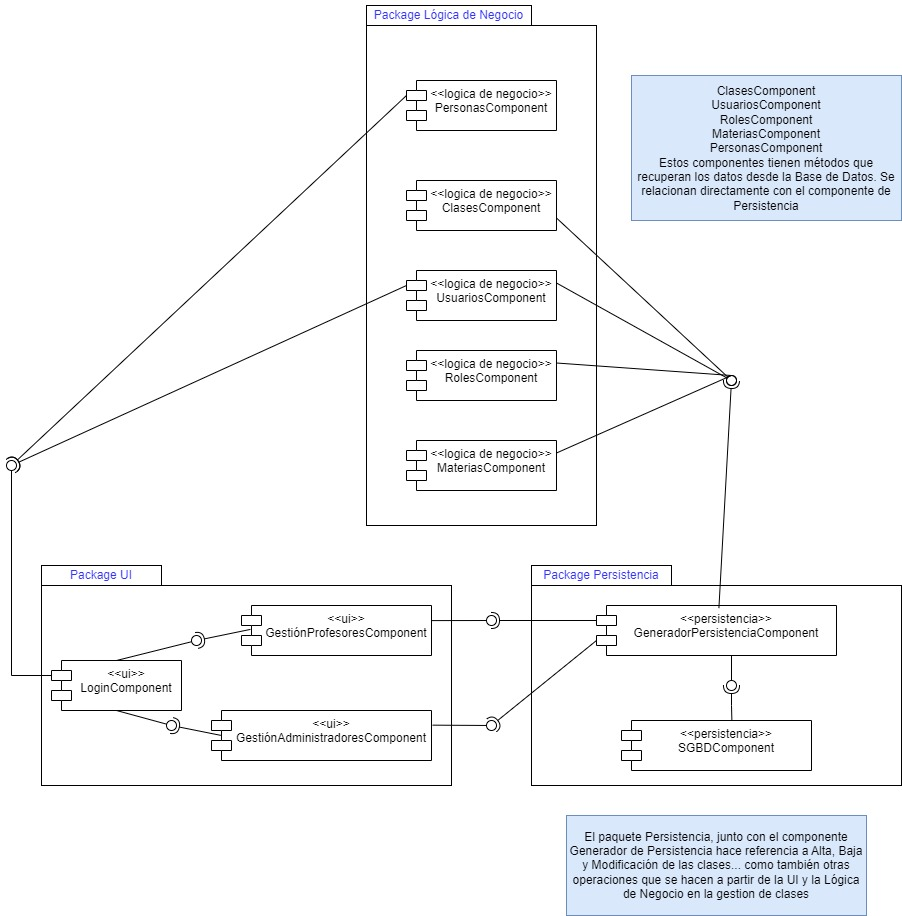 Package Lógica de Negocio
<<logica de negocio>>
PersonasComponent
<<logica de negocio>>
ClasesComponent
<<logica de negocio>>
UsuariosComponent
<<logica de negocio>>
RolesComponent
<<logica de negocio>>
MateriasComponent
ClasesComponent
UsuariosComponent
RolesComponent
MateriasComponent
PersonasComponent
Estos componentes tienen métodos que
recuperan los datos desde la Base de Datos. Se
relacionan directamente con el componente de
Persistencia
Package UI
<<ui>>
GestiónProfesoresComponent
<<ui>>
LoginComponent
<<ui>>
GestiónAdministradoresComponent
Package Persistencia
<<persistencia>>
GeneradorPersistenciaComponent
<<persistencia>>
SGBDComponent
El paquete Persistencia, junto con el componente
Generador de Persistencia hace referencia a Alta, Baja
y Modificación de las clases... como también otras
operaciones que se hacen a partir de la UI y la Lógica
de Negocio en la gestion de clases